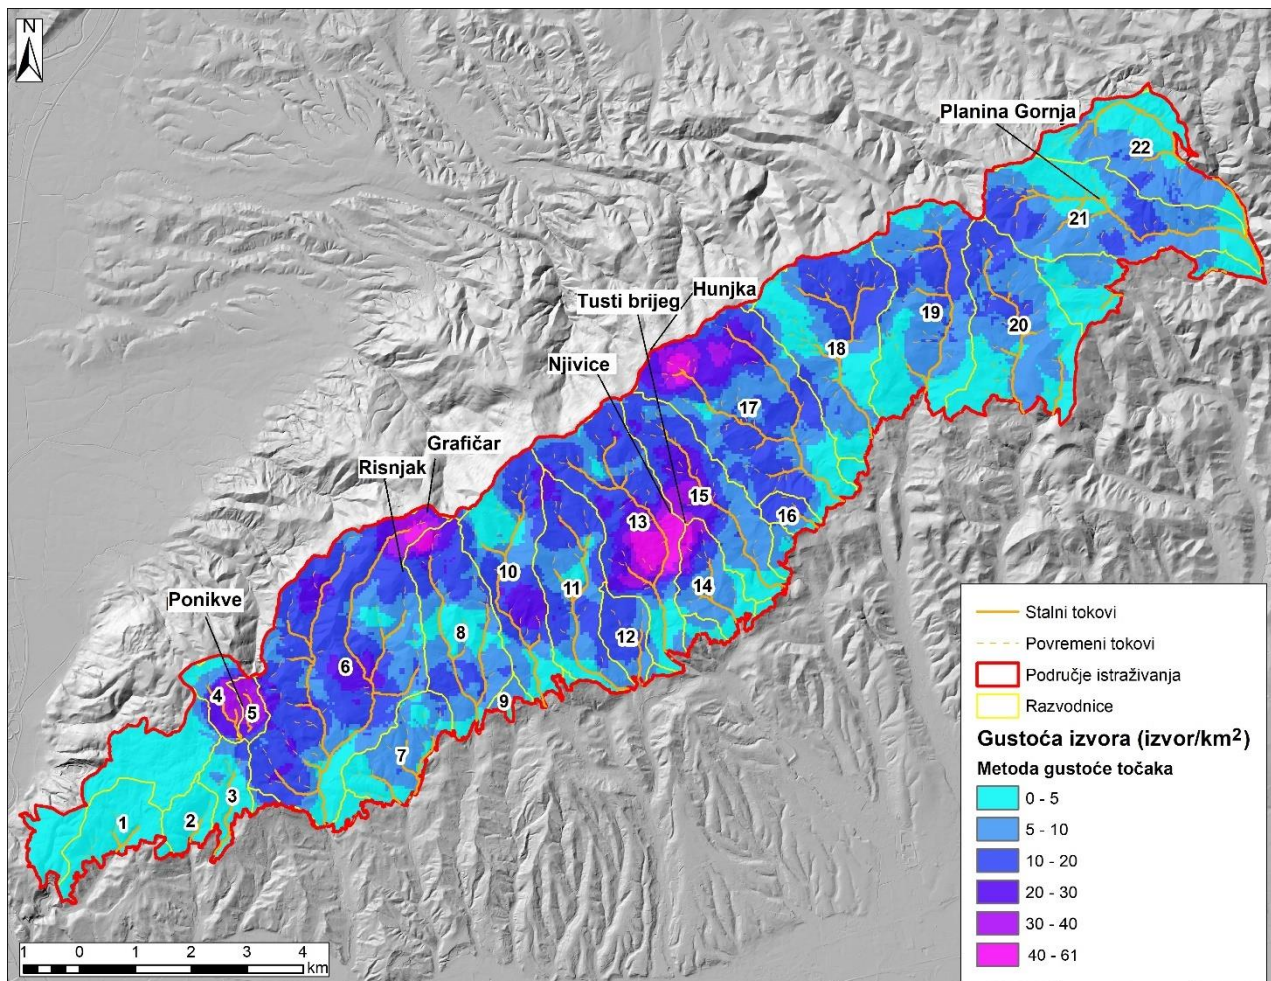 N
Planina Gornja
22
21
Hunjka
Tusti brijeg
19
20
18
Njivice
17
Grafičar
Risnjak
15
13
16
10
11
14
Ponikve
8
12
6
4
5
9
7
3
1
2
Stalni tokovi
Povremeni tokovi
Područje istraživanja
Razvodnice
Gustoća izvora (izvor/km²)
Metoda gustoće točaka
0 - 5
5 - 10
10 - 20
20 - 30
30 - 40
40 - 61
1 0 1 2 3 4
km